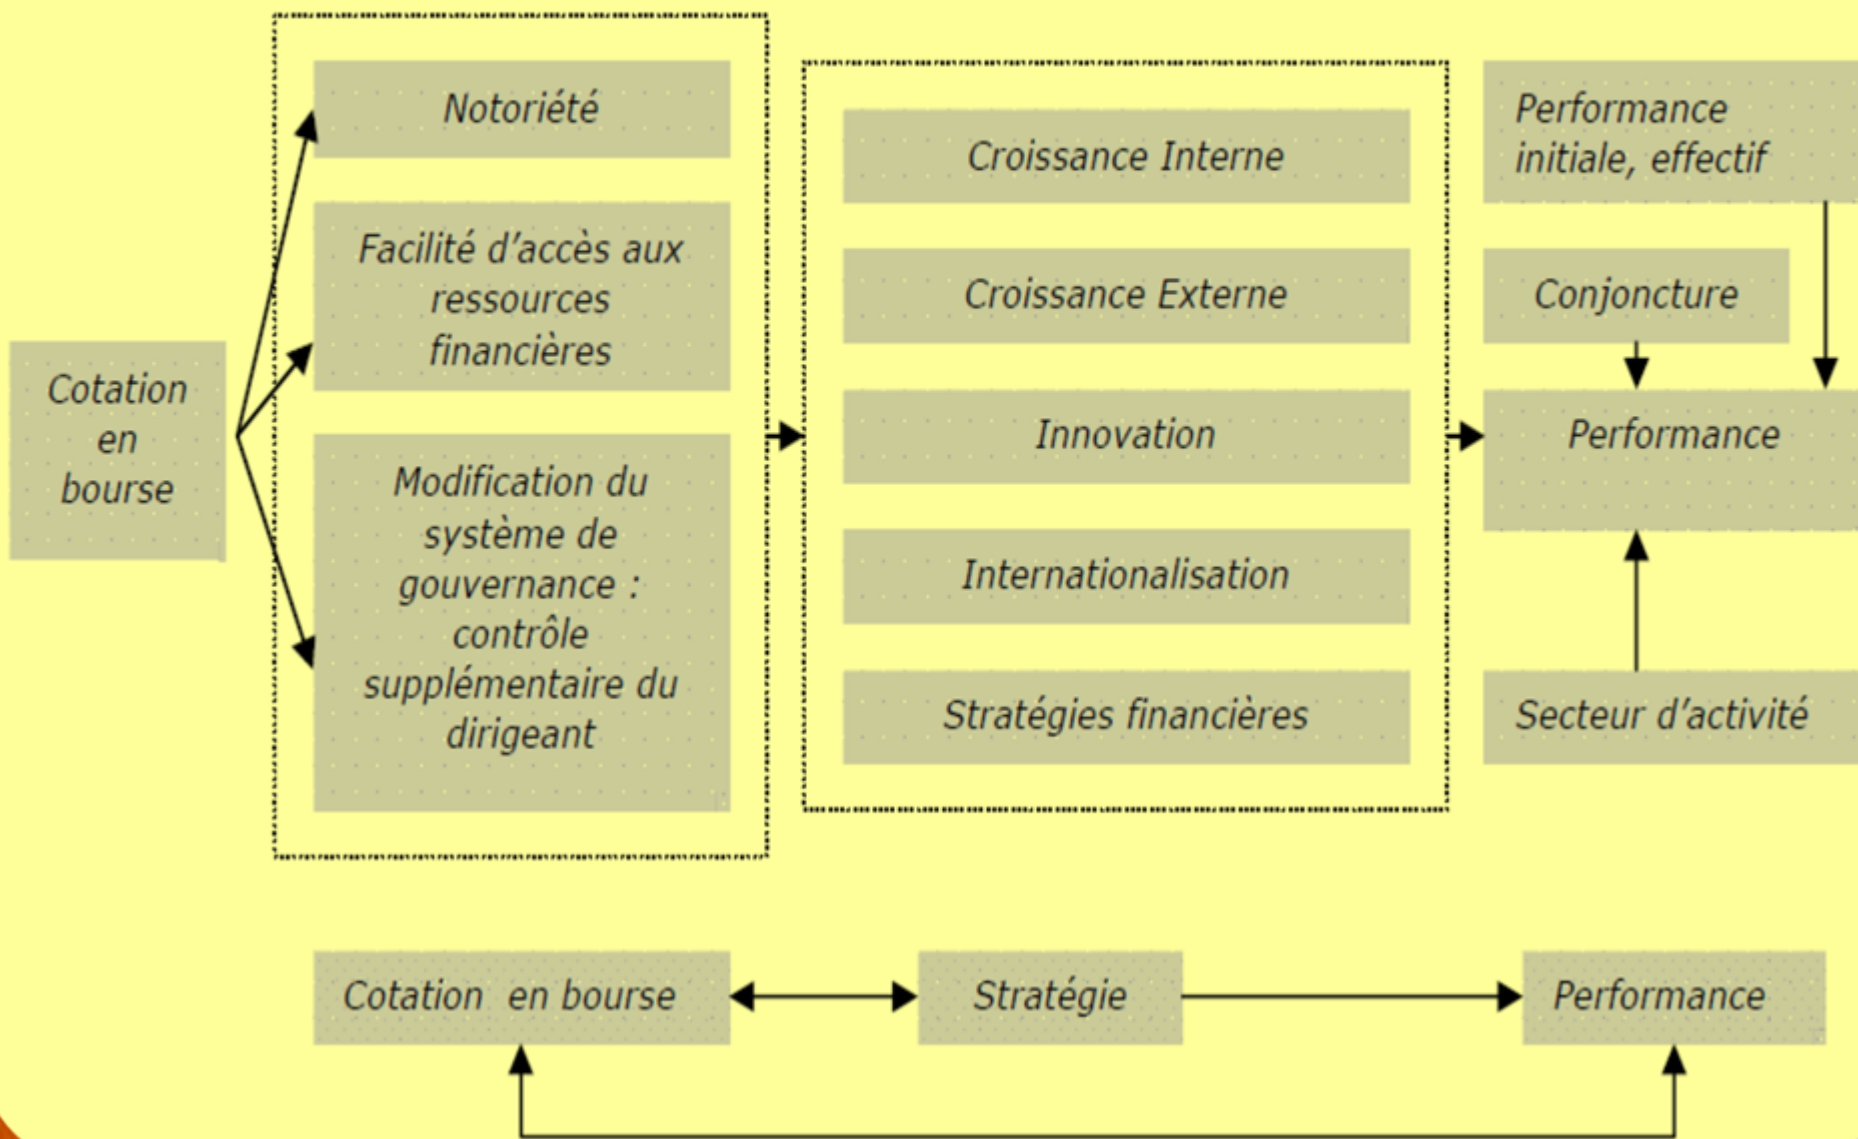 Cotation
en
bourse
Notoriété
Facilité d'accès aux
ressources
financières
Modification du
système de
gouvernance :
contrôle
supplémentaire du
dirigeant
Croissance Interne
Croissance Externe
Innovation
Internationalisation
Stratégies financières
Performance
initiale, effectif
Conjoncture
Performance
Secteur d'activité
Cotation en bourse
Stratégie
Performance